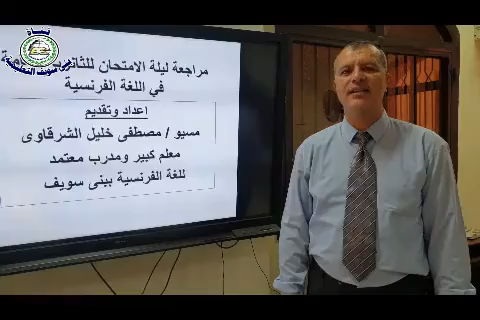 قناة
مراجعة ليلة الامتحان
في اللغة الفرنسية
اعداد وتقديم
مسيو / مصطفى خليل الشرقاوى
معلم كبير ومدرب معتمد
للغة الفرنسية ببنى سويف